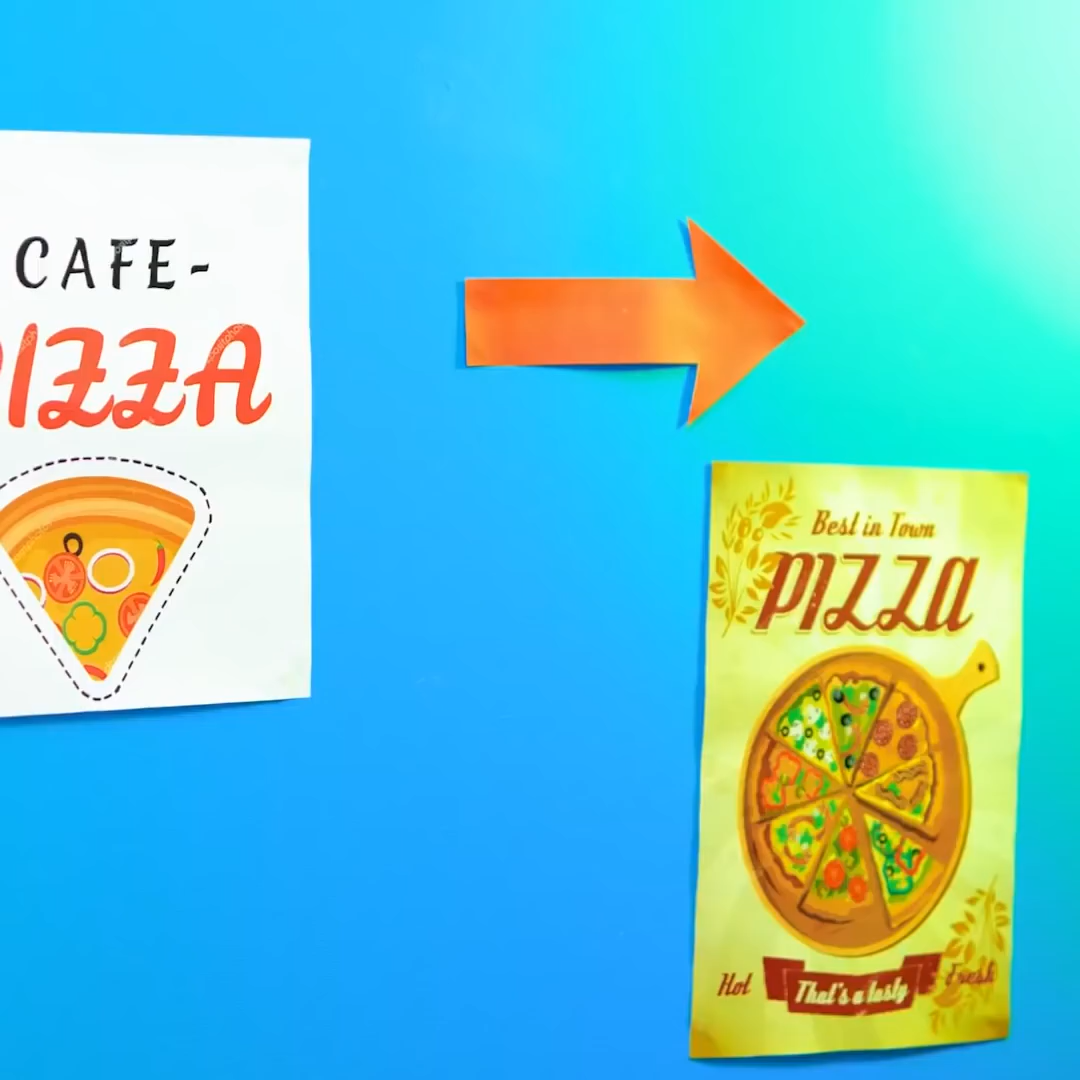 CAFE-
PIZZA
Best in Town
PIZZA
Hot
That's a tasty
Fresh